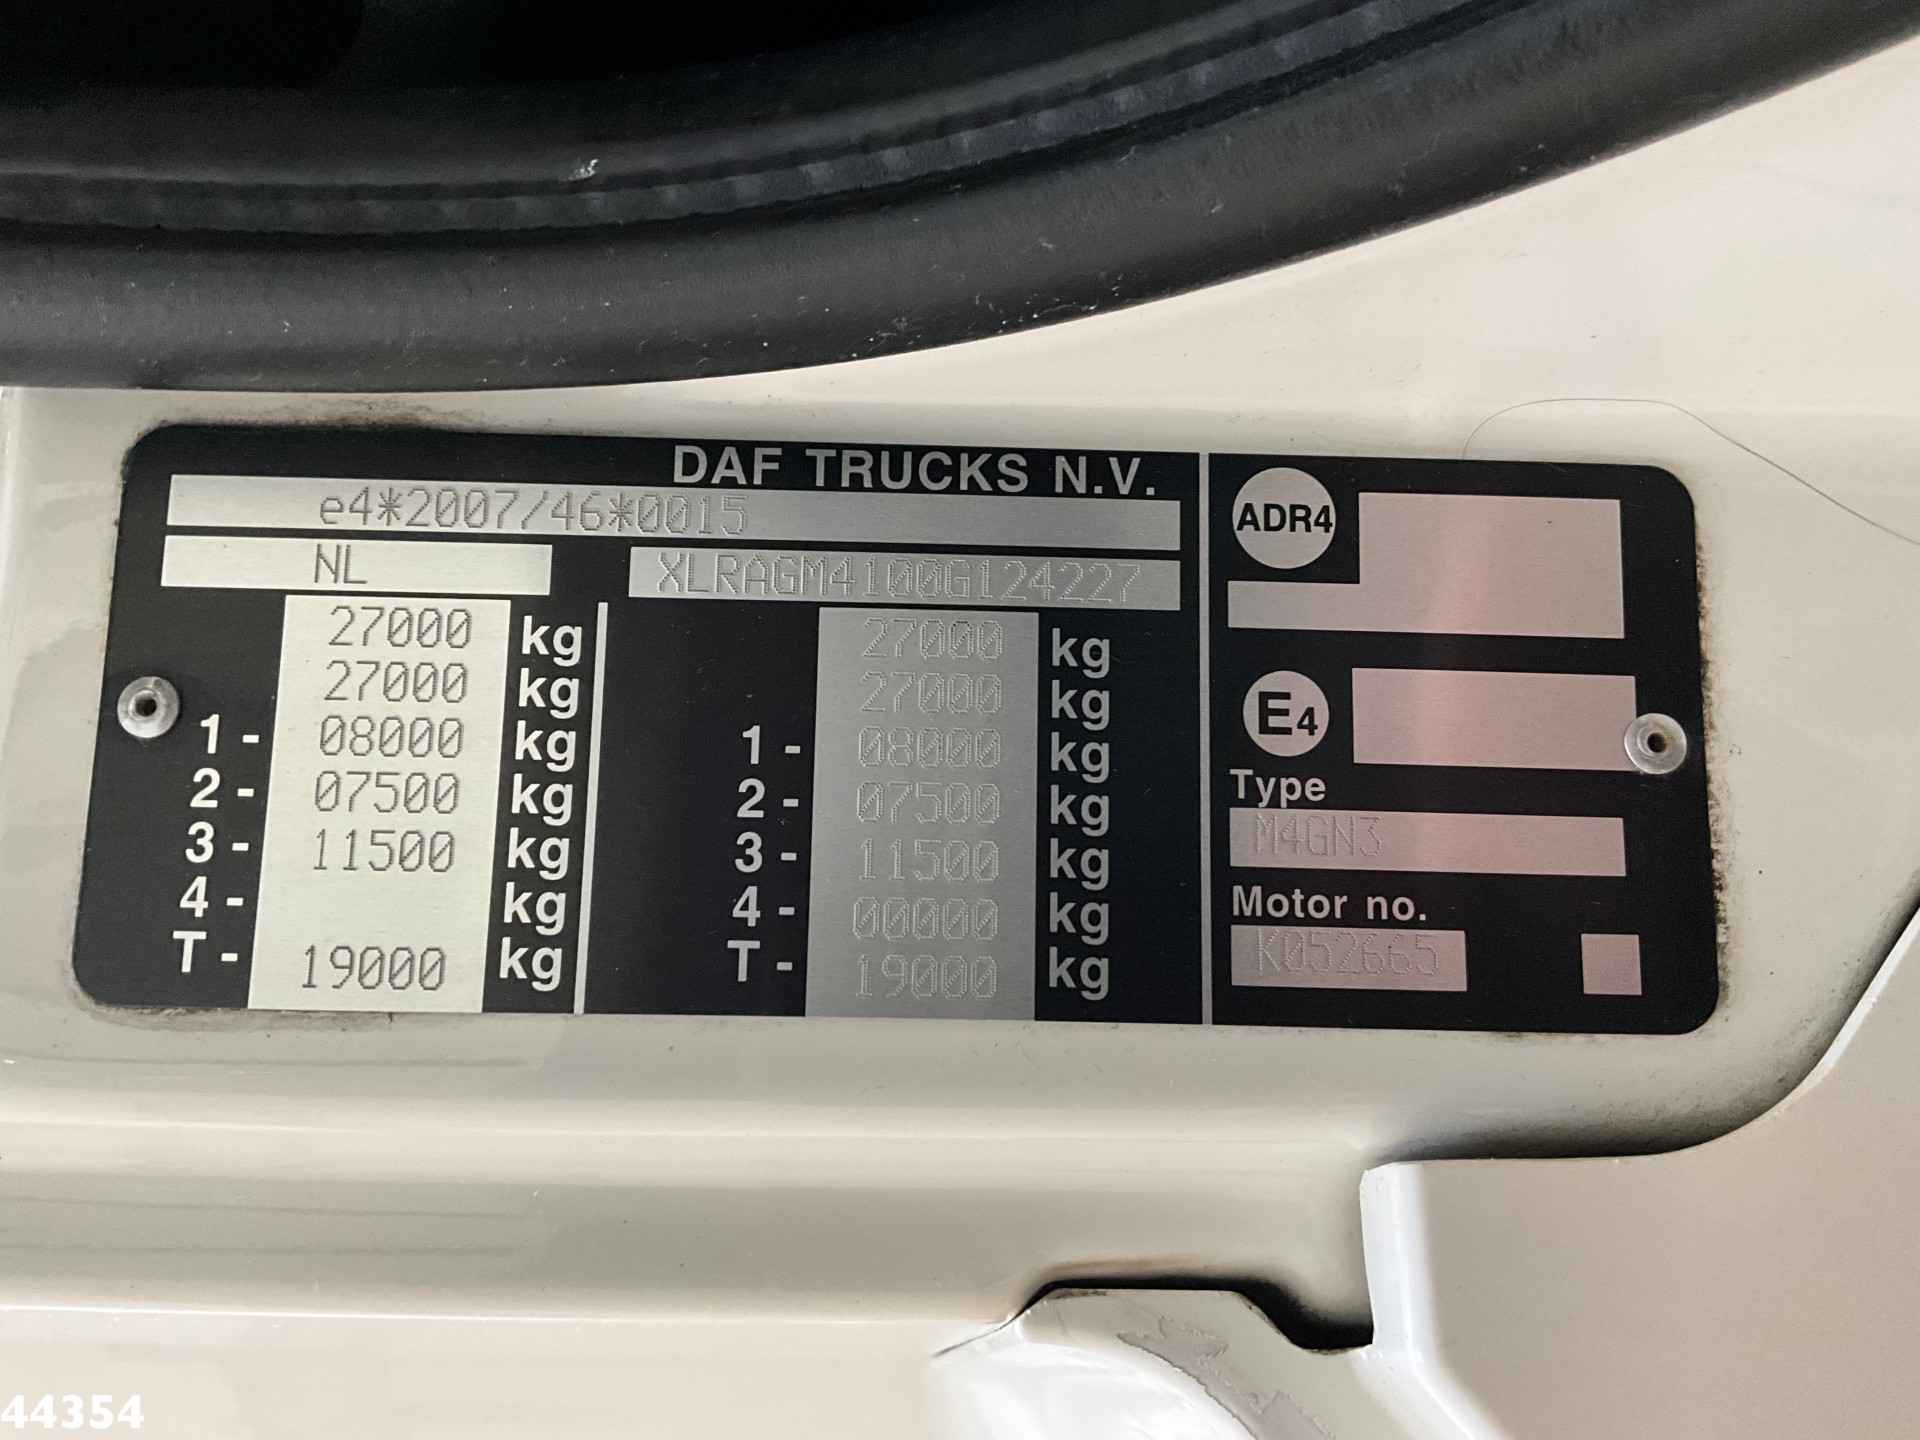 DAF TRUCKS N.V.
e4*2007/46*0015
NL
XLRAGM4100G124227
27000 kg
27000 kg
1 - 08000 kg
2 - 07500 kg
3 - 11500 kg
4 - kg
T - 19000 kg
27000 kg
27000 kg
1 - 08000 kg
2 - 07500 kg
3 - 11500 kg
4 - 00000 kg
T - 19000 kg
ADR4
E4
Type
M4GN3
Motor no.
K052665
44354